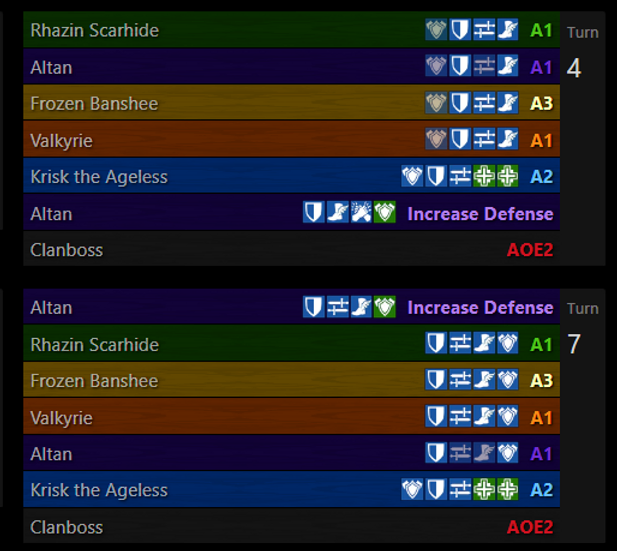 Rhazin Scarhide A1 Turn
Altan A1 4
Frozen Banshee A3
Valkyrie A1
Krisk the Ageless A2
Altan Increase Defense
Clanboss AOE2
Altan Increase Defense Turn
Rhazin Scarhide A1 7
Frozen Banshee A3
Valkyrie A1
Altan A1
Krisk the Ageless A2
Clanboss AOE2